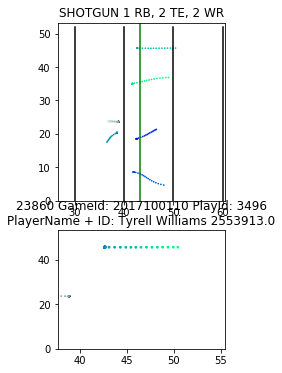 SHOTGUN 1 RB, 2 TE, 2 WR
50
40
30
20
10
0
30 40 50 60
23860 GameId: 2017100110 PlayId: 3496
PlayerName + ID: Tyrell Williams 2553913.0
40
20
0
40 45 50 55